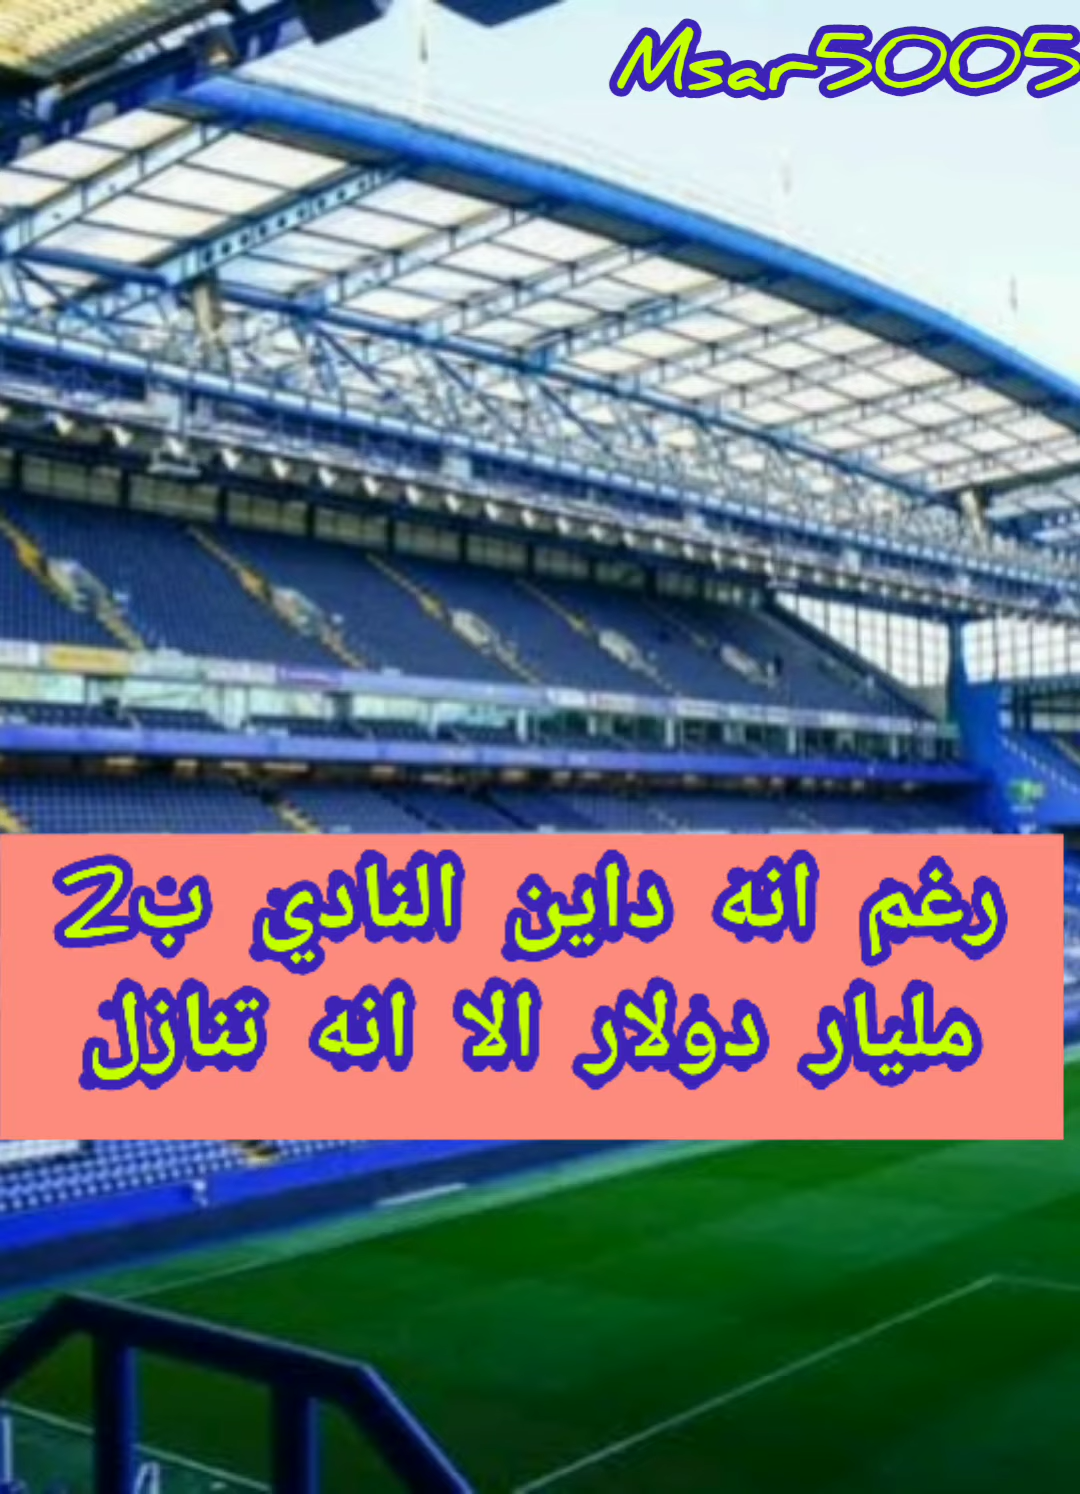 Msar5005
رغم انه داين النادي ب2
مليار دولار الا انه تنازل